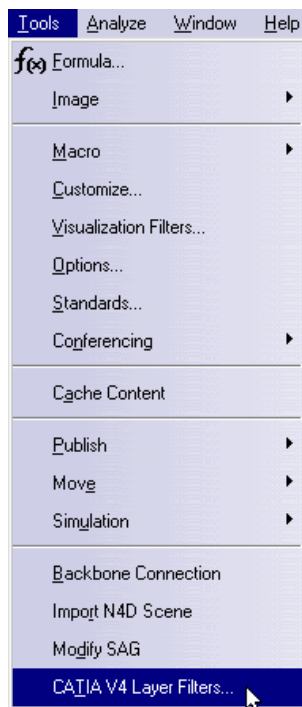 Tools Analyze Window Help
f(x) Formula...
Image
Macro
Customize...
Visualization Filters...
Options...
Standards...
Conferencing
Cache Content
Publish
Move
Simulation
Backbone Connection
Import N4D Scene
Modify SAG
CATIA V4 Layer Filters...